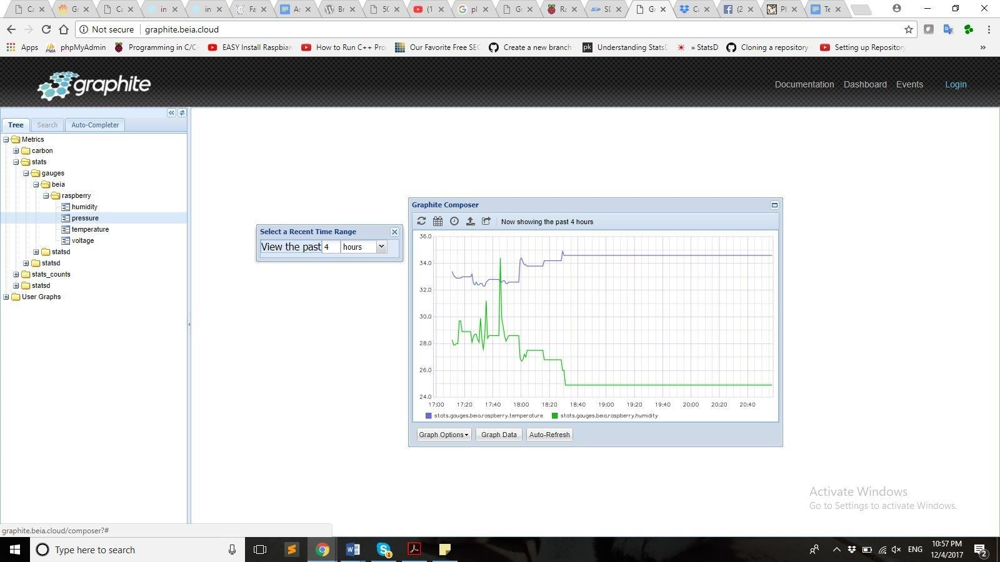 Ca
G
Ca
in
in
Fa
A
Br
50
(1
pl
G
Ra
SD
G
Ca
(2
Pl
Te
Not secure
graphite.beia.cloud
Apps
phpMyAdmin
Programming in C/C
EASY Install Raspbian
How to Run C++ Pro
Our Favorite Free SEO
Create a new branch
pk
Understanding StatsD
» StatsD
Cloning a repository
Setting up Repository
»
graphite
Documentation
Dashboard
Events
Login
Tree
Search
Auto-Completer
Metrics
carbon
stats
gauges
beia
raspberry
humidity
pressure
temperature
voltage
statsd
statsd
stats_counts
statsd
User Graphs
Select a Recent Time Range
View the past 4 hours
Graphite Composer
Now showing the past 4 hours
36.0
34.0
32.0
30.0
28.0
26.0
24.0
17:00 17:20 17:40 18:00 18:20 18:40 19:00 19:20 19:40 20:00 20:20 20:40
stats.gauges.beia.raspberry.temperature
stats.gauges.beia.raspberry.humidity
Graph Options
Graph Data
Auto-Refresh
Activate Windows
Go to Settings to activate Windows.
graphite.beia.cloud/composer?#
Type here to search
ENG
10:57 PM
12/4/2017
2